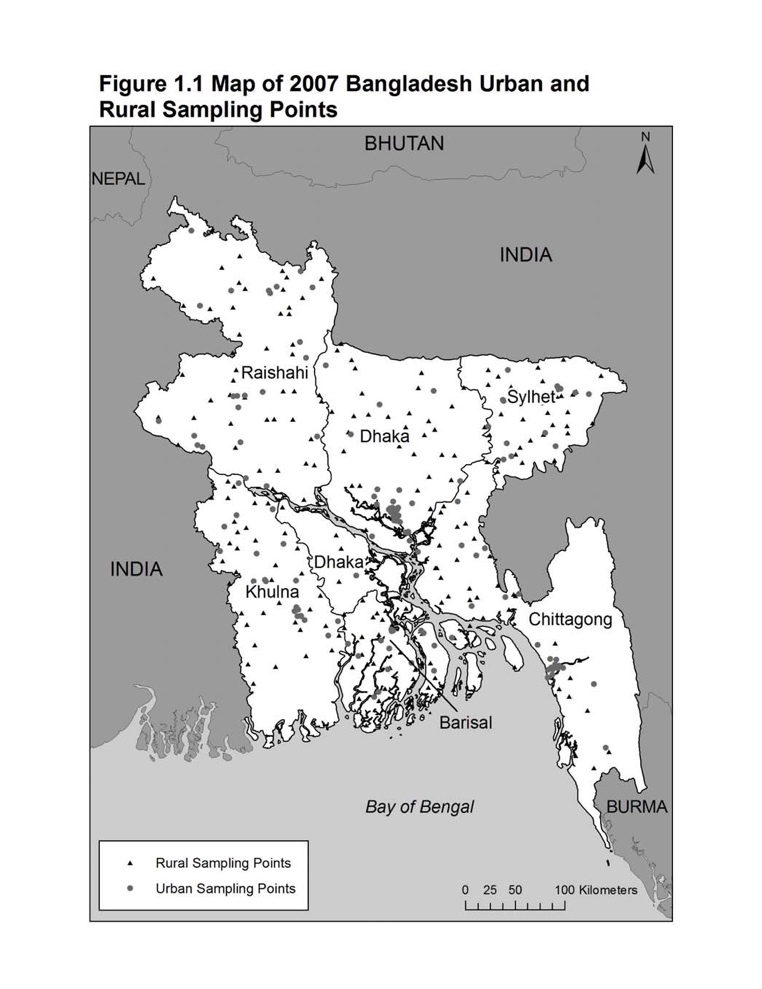 Figure 1.1 Map of 2007 Bangladesh Urban and
Rural Sampling Points
BHUTAN
N
NEPAL
INDIA
Raishahi
Sylhet
Dhaka
INDIA
Dhaka
Khulna
Chittagong
Barisal
Bay of Bengal
BURMA
Rural Sampling Points
Urban Sampling Points
0 25 50 100 Kilometers